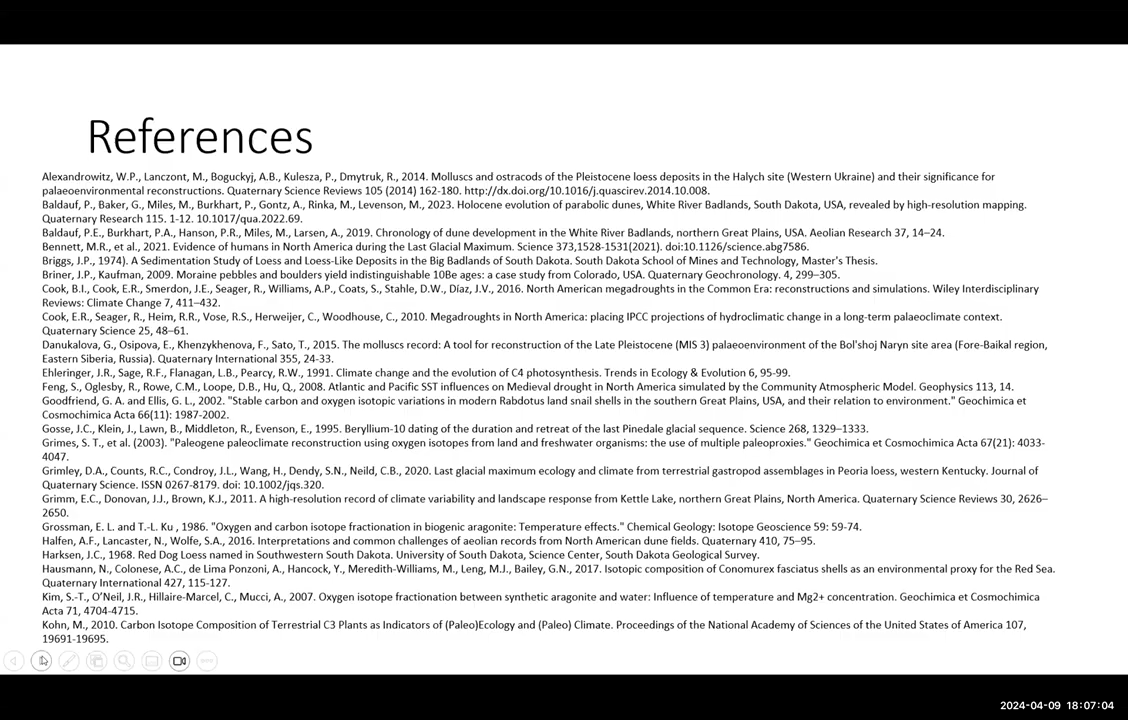 References
Alexandrowitz, W.P., Lanczont, M., Boguckyj, A.B., Kulesza, P., Dmytruk, R., 2014. Molluscs and ostracods of the Pleistocene loess deposits in the Halych site (Western Ukraine) and their significance for
palaeoenvironmental reconstructions. Quaternary Science Reviews 105 (2014) 162-180. http://dx.doi.org/10.1016/j.quascirev.2014.10.008.
Baldauf, P., Baker, G., Miles, M., Burkhart, P., Gontz, A., Rinka, M., Levenson, M., 2023. Holocene evolution of parabolic dunes, White River Badlands, South Dakota, USA, revealed by high-resolution mapping.
Quaternary Research 115. 1-12. 10.1017/qua.2022.69.
Baldauf, P.E., Burkhart, P.A., Hanson, P.R., Miles, M., Larsen, A., 2019. Chronology of dune development in the White River Badlands, northern Great Plains, USA. Aeolian Research 37, 14–24.
Bennett, M.R., et al., 2021. Evidence of humans in North America during the Last Glacial Maximum. Science 373,1528-1531(2021). doi:10.1126/science.abg7586.
Briggs, J.P., 1974). A Sedimentation Study of Loess and Loess-Like Deposits in the Big Badlands of South Dakota. South Dakota School of Mines and Technology, Master's Thesis.
Briner, J.P., Kaufman, 2009. Moraine pebbles and boulders yield indistinguishable 10Be ages: a case study from Colorado, USA. Quaternary Geochronology. 4, 299–305.
Cook, B.I., Cook, E.R., Smerdon, J.E., Seager, R., Williams, A.P., Coats, S., Stahle, D.W., Díaz, J.V., 2016. North American megadroughts in the Common Era: reconstructions and simulations. Wiley Interdisciplinary
Reviews: Climate Change 7, 411–432.
Cook, E.R., Seager, R., Heim, R.R., Vose, R.S., Herweijer, C., Woodhouse, C., 2010. Megadroughts in North America: placing IPCC projections of hydroclimatic change in a long-term palaeoclimate context.
Quaternary Science 25, 48–61.
Danukalova, G., Osipova, E., Khenzykhenova, F., Sato, T., 2015. The molluscs record: A tool for reconstruction of the Late Pleistocene (MIS 3) palaeoenvironment of the Bol'shoj Naryn site area (Fore-Baikal region,
Eastern Siberia, Russia). Quaternary International 355, 24-33.
Ehleringer, J.R., Sage, R.F., Flanagan, L.B., Pearcy, R.W., 1991. Climate change and the evolution of C4 photosynthesis. Trends in Ecology & Evolution 6, 95-99.
Feng, S., Oglesby, R., Rowe, C.M., Loope, D.B., Hu, Q., 2008. Atlantic and Pacific SST influences on Medieval drought in North America simulated by the Community Atmospheric Model. Geophysics 113, 14.
Goodfriend, G. A. and Ellis, G. L., 2002. "Stable carbon and oxygen isotopic variations in modern Rabdotus land snail shells in the southern Great Plains, USA, and their relation to environment." Geochimica et
Cosmochimica Acta 66(11): 1987-2002.
Gosse, J.C., Klein, J., Lawn, B., Middleton, R., Evenson, E., 1995. Beryllium-10 dating of the duration and retreat of the last Pinedale glacial sequence. Science 268, 1329–1333.
Grimes, S. T., et al. (2003). "Paleogene paleoclimate reconstruction using oxygen isotopes from land and freshwater organisms: the use of multiple paleoproxies." Geochimica et Cosmochimica Acta 67(21): 4033-
4047.
Grimley, D.A., Counts, R.C., Condroy, J.L., Wang, H., Dendy, S.N., Neild, C.B., 2020. Last glacial maximum ecology and climate from terrestrial gastropod assemblages in Peoria loess, western Kentucky. Journal of
Quaternary Science. ISSN 0267-8179. doi: 10.1002/jqs.320.
Grimm, E.C., Donovan, J.J., Brown, K.J., 2011. A high-resolution record of climate variability and landscape response from Kettle Lake, northern Great Plains, North America. Quaternary Science Reviews 30, 2626–
2650.
Grossman, E. L. and T.-L. Ku , 1986. "Oxygen and carbon isotope fractionation in biogenic aragonite: Temperature effects." Chemical Geology: Isotope Geoscience 59: 59-74.
Halfen, A.F., Lancaster, N., Wolfe, S.A., 2016. Interpretations and common challenges of aeolian records from North American dune fields. Quaternary 410, 75–95.
Harksen, J.C., 1968. Red Dog Loess named in Southwestern South Dakota. University of South Dakota, Science Center, South Dakota Geological Survey.
Hausmann, N., Colonese, A.C., de Lima Ponzoni, A., Hancock, Y., Meredith-Williams, M., Leng, M.J., Bailey, G.N., 2017. Isotopic composition of Conomurex fasciatus shells as an environmental proxy for the Red Sea.
Quaternary International 427, 115-127.
Kim, S.-T., O'Neil, J.R., Hillaire-Marcel, C., Mucci, A., 2007. Oxygen isotope fractionation between synthetic aragonite and water: Influence of temperature and Mg2+ concentration. Geochimica et Cosmochimica
Acta 71, 4704-4715.
Kohn, M., 2010. Carbon Isotope Composition of Terrestrial C3 Plants as Indicators of (Paleo)Ecology and (Paleo) Climate. Proceedings of the National Academy of Sciences of the United States of America 107,
19691-19695.
2024-04-09 18:07:04